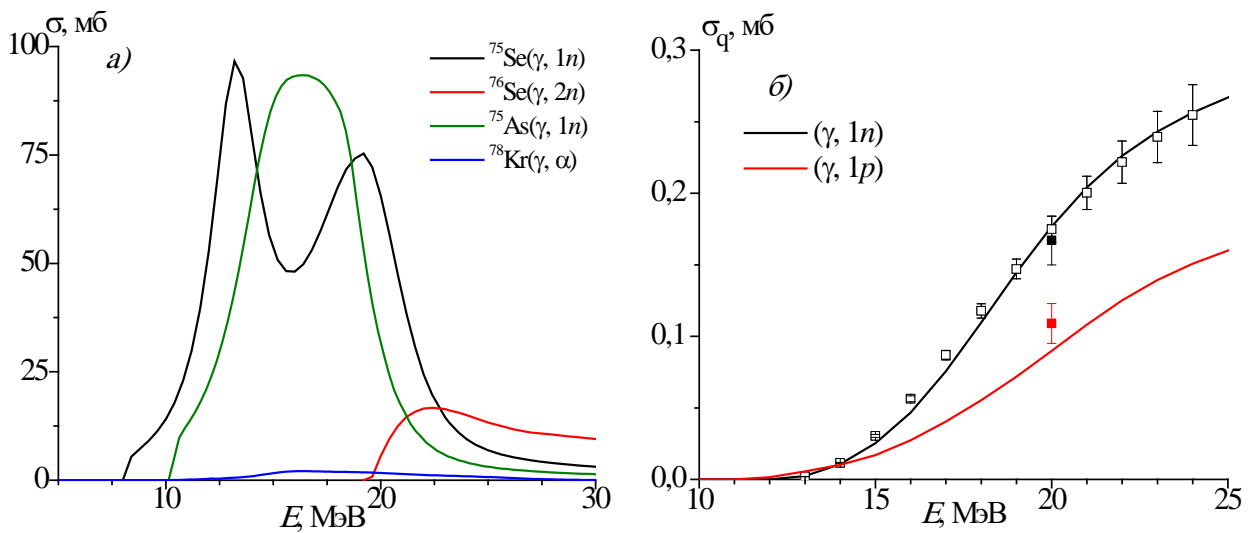 σ, мб
а)
100
75
50
25
0
10
20
30
E, МэВ
⁷⁵Se(γ, 1n)
⁷⁶Se(γ, 2n)
⁷⁵As(γ, 1n)
⁷⁸Kr(γ, α)
σq, мб
б)
0,3
0,2
0,1
0,0
10
15
20
25
E, МэВ
(γ, 1n)
(γ, 1p)